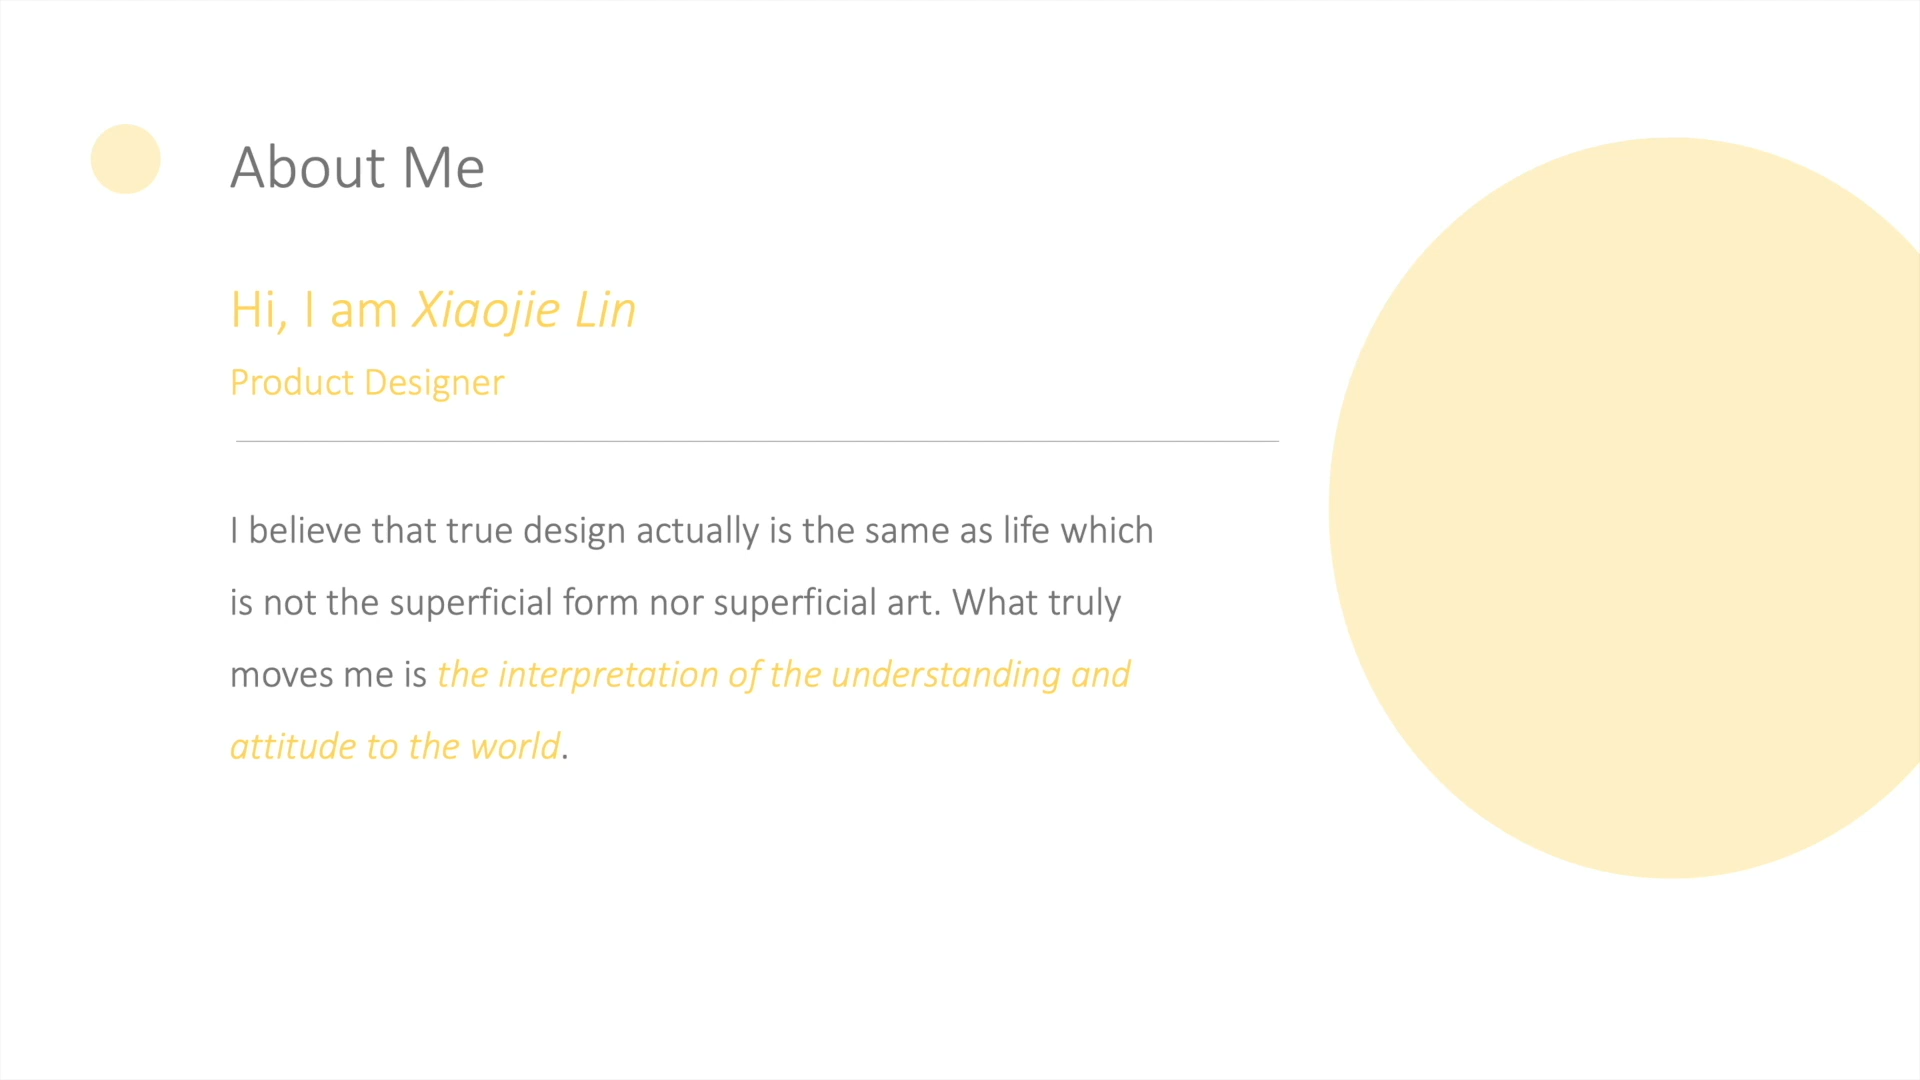 About Me
Hi, I am Xiaojie Lin
Product Designer
I believe that true design actually is the same as life which
is not the superficial form nor superficial art. What truly
moves me is the interpretation of the understanding and
attitude to the world.